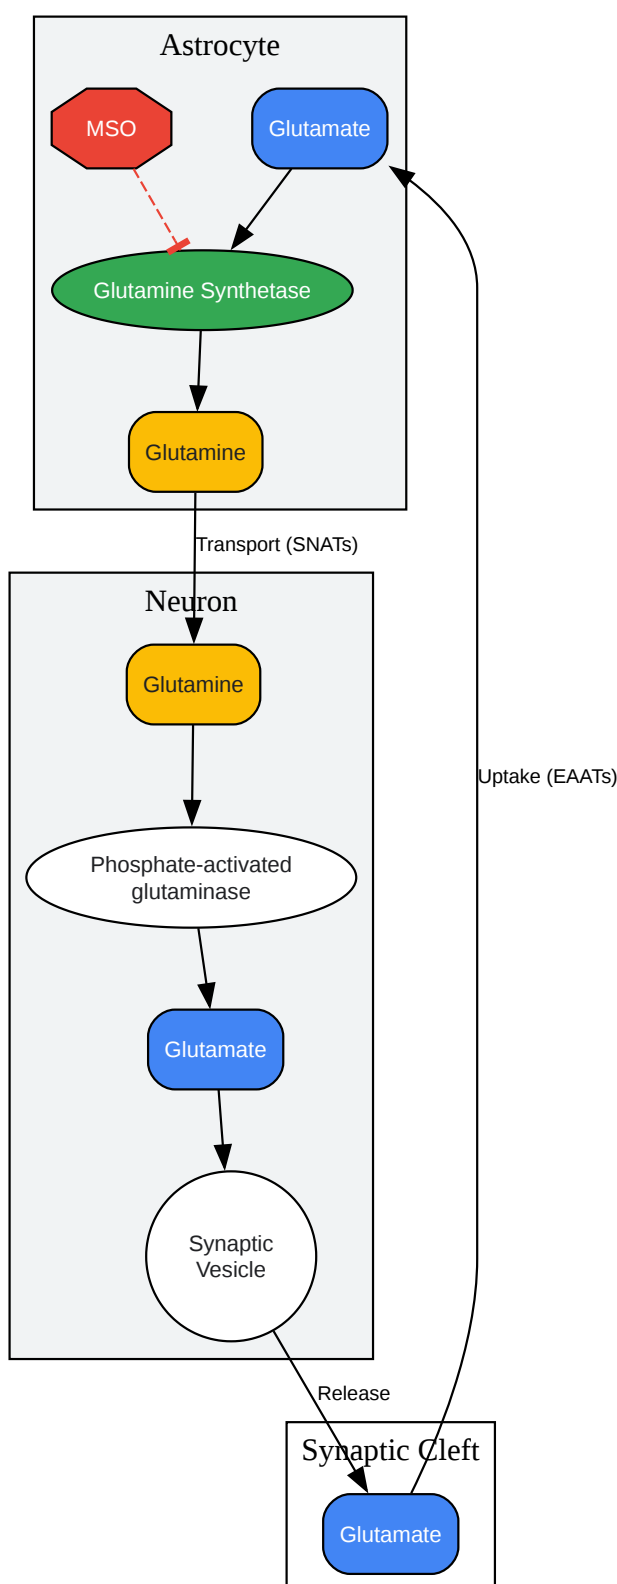 Astrocyte
MSO
Glutamate
Glutamine Synthetase
Glutamine
Transport (SNATs)
Neuron
Glutamine
Uptake (EAATs)
Phosphate-activated
glutaminase
Glutamate
Synaptic
Vesicle
Release
Synaptic Cleft
Glutamate